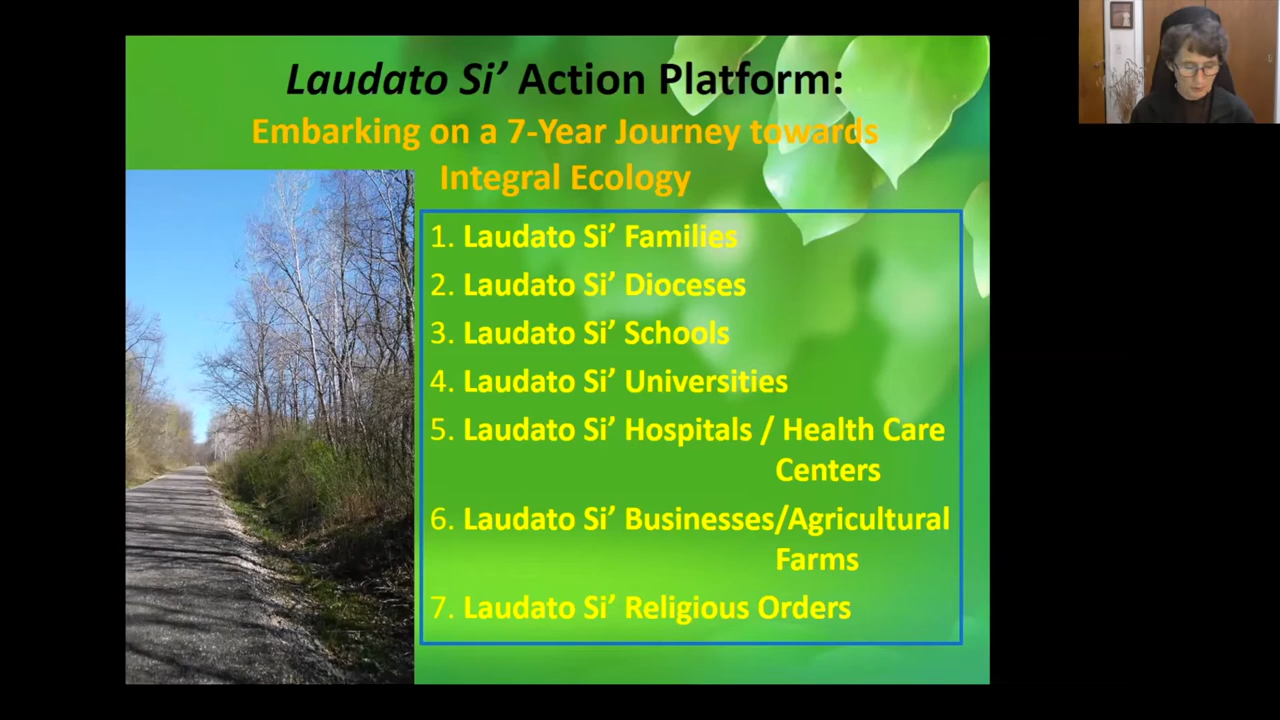 Laudato Si’ Action Platform:
Embarking on a 7-Year Journey towards
Integral Ecology
1. Laudato Si’ Families
2. Laudato Si’ Dioceses
3. Laudato Si’ Schools
4. Laudato Si’ Universities
5. Laudato Si’ Hospitals / Health Care
Centers
6. Laudato Si’ Businesses/Agricultural
Farms
7. Laudato Si’ Religious Orders